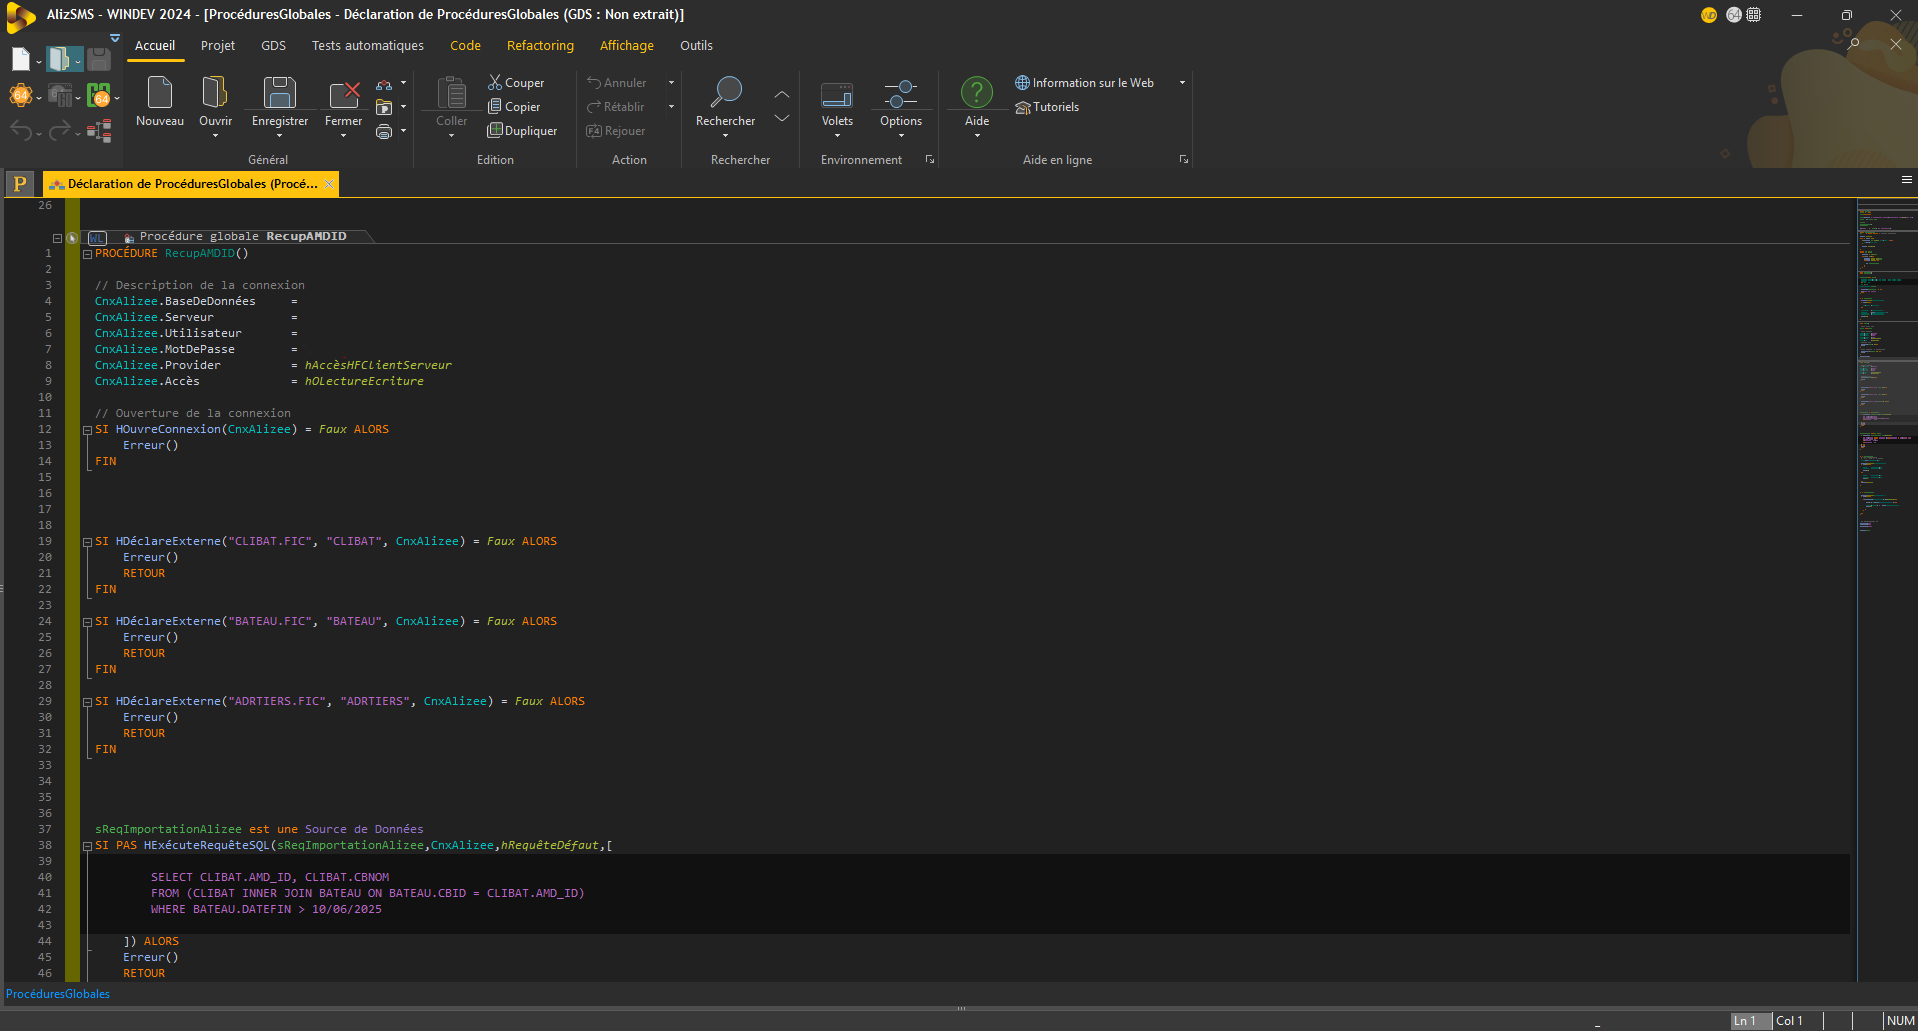 AlizSMS - WINDEV 2024 - [ProcéduresGlobales - Déclaration de ProcéduresGlobales (GDS : Non extrait)]
WD 64
Accueil Projet GDS Tests automatiques Code Refactoring Affichage Outils
64 64
Nouveau Ouvrir Enregistrer Fermer
Général
Coller Couper
Copier
Dupliquer
Edition
Annuler
Rétablir
F4 Rejouer
Action
Rechercher
Rechercher
Volets Options
Environnement
Aide Information sur le Web
Tutoriels
Aide en ligne
P Déclaration de ProcéduresGlobales (Procé...
26
WL Procédure globale RecupAMDID
1 PROCÉDURE RecupAMDID()
2
3 // Description de la connexion
4 CnxAlizee.BaseDeDonnées =
5 CnxAlizee.Serveur =
6 CnxAlizee.Utilisateur =
7 CnxAlizee.MotDePasse =
8 CnxAlizee.Provider = hAccèsHFClientServeur
9 CnxAlizee.Accès = hOLectureEcriture
10
11 // Ouverture de la connexion
12 SI HOuvreConnexion(CnxAlizee) = Faux ALORS
13 Erreur()
14 FIN
15
16
17
18
19 SI HDéclareExterne("CLIBAT.FIC", "CLIBAT", CnxAlizee) = Faux ALORS
20 Erreur()
21 RETOUR
22 FIN
23
24 SI HDéclareExterne("BATEAU.FIC", "BATEAU", CnxAlizee) = Faux ALORS
25 Erreur()
26 RETOUR
27 FIN
28
29 SI HDéclareExterne("ADRTIERS.FIC", "ADRTIERS", CnxAlizee) = Faux ALORS
30 Erreur()
31 RETOUR
32 FIN
33
34
35
36
37 sReqImportationAlizee est une Source de Données
38 SI PAS HExécuteRequêteSQL(sReqImportationAlizee,CnxAlizee,hRequêteDéfaut,[
39
40 SELECT CLIBAT.AMD_ID, CLIBAT.CBNOM
41 FROM (CLIBAT INNER JOIN BATEAU ON BATEAU.CBID = CLIBAT.AMD_ID)
42 WHERE BATEAU.DATEFIN > 10/06/2025
43
44 ]) ALORS
45 Erreur()
46 RETOUR
ProcéduresGlobales
Ln 1 Col 1 NUM